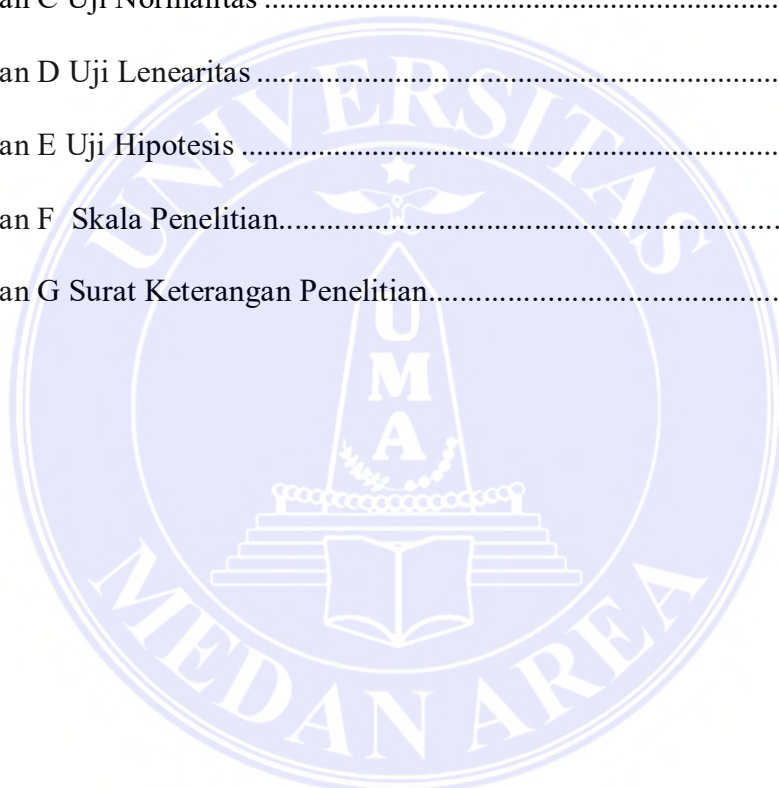 an C Uji Normalitas ................................................................
an D Uji Lenearitas ................................................................
an E Uji Hipotesis ................................................................
an F  Skala Penelitian................................................................
an G Surat Keterangan Penelitian................................................
UNIVERSITAS
UMA
MEDAN AREA